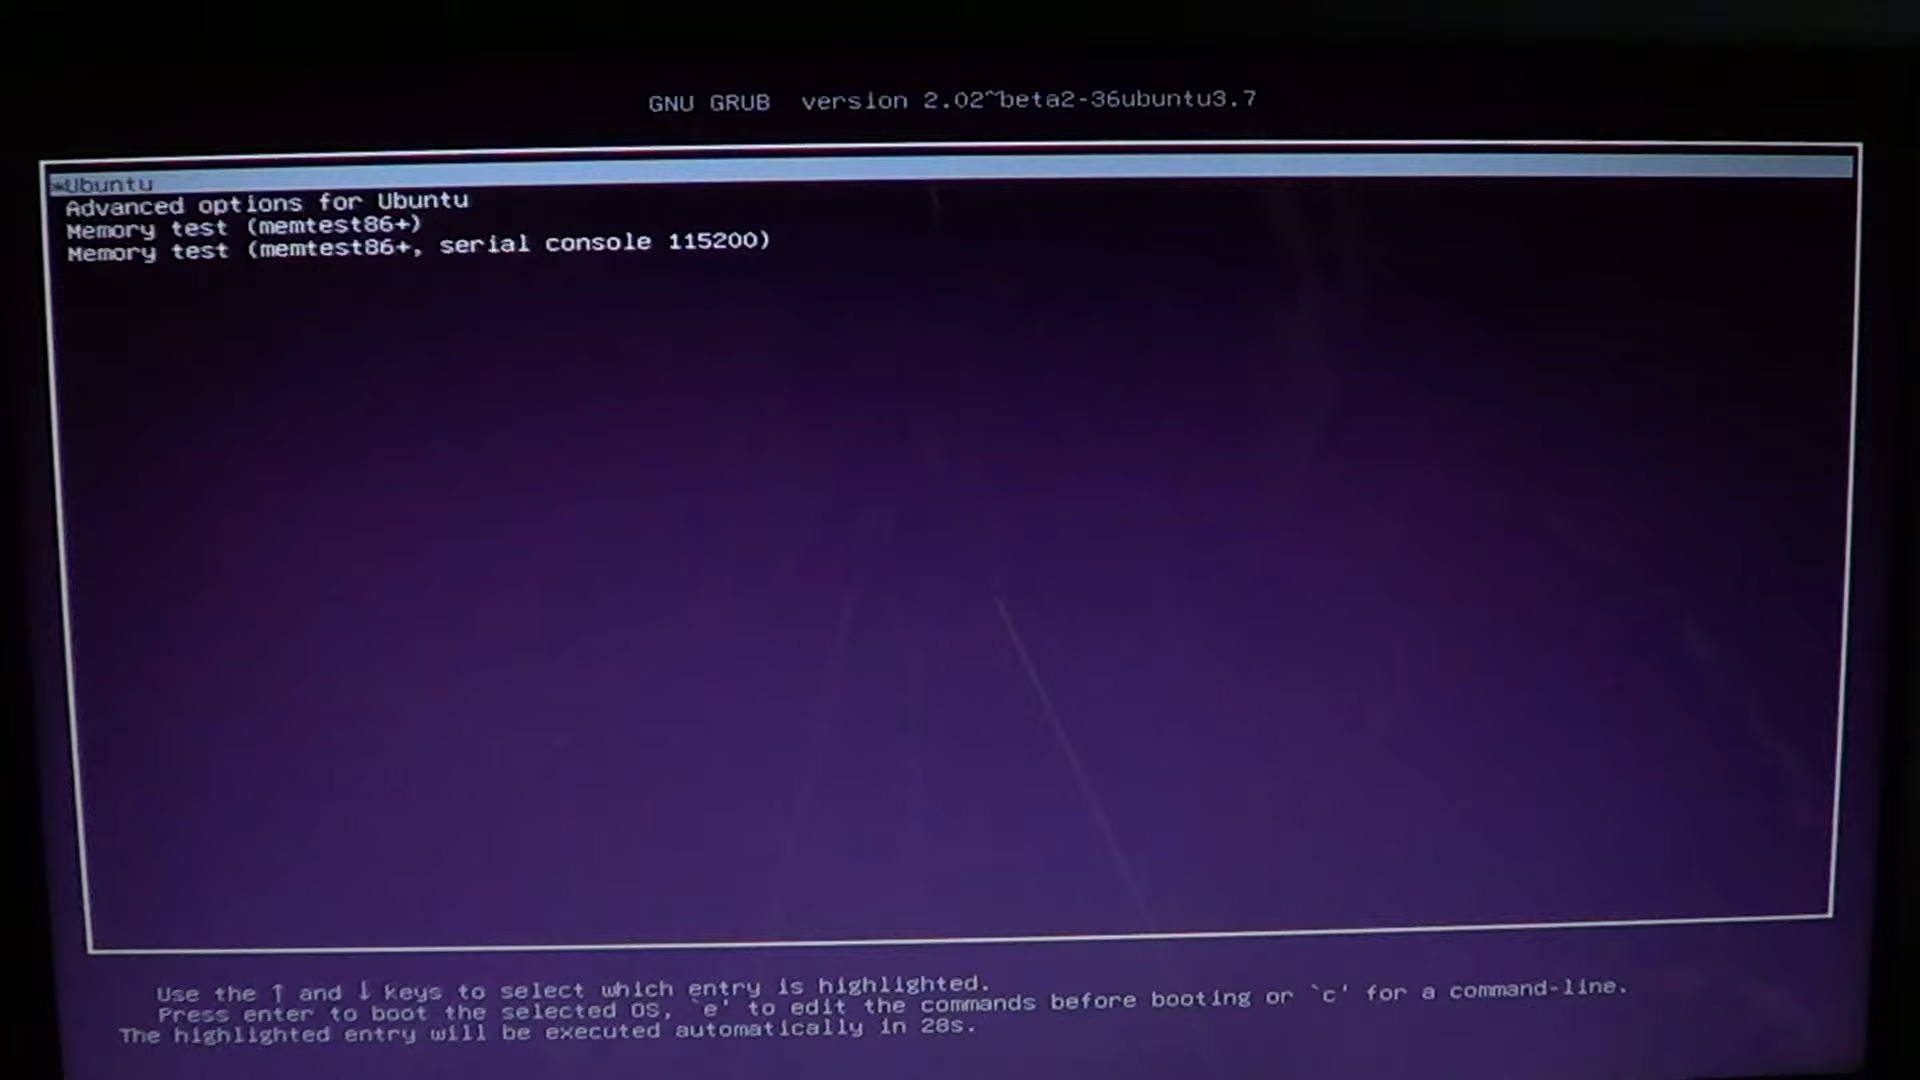 GNU GRUB version 2.02~beta2-36ubuntu3.7
*Ubuntu
Advanced options for Ubuntu
Memory test (memtest86+)
Memory test (memtest86+, serial console 115200)
Use the ↑ and ↓ keys to select which entry is highlighted.
Press enter to boot the selected OS, `e' to edit the commands before booting or `c' for a command-line.
The highlighted entry will be executed automatically in 28s.